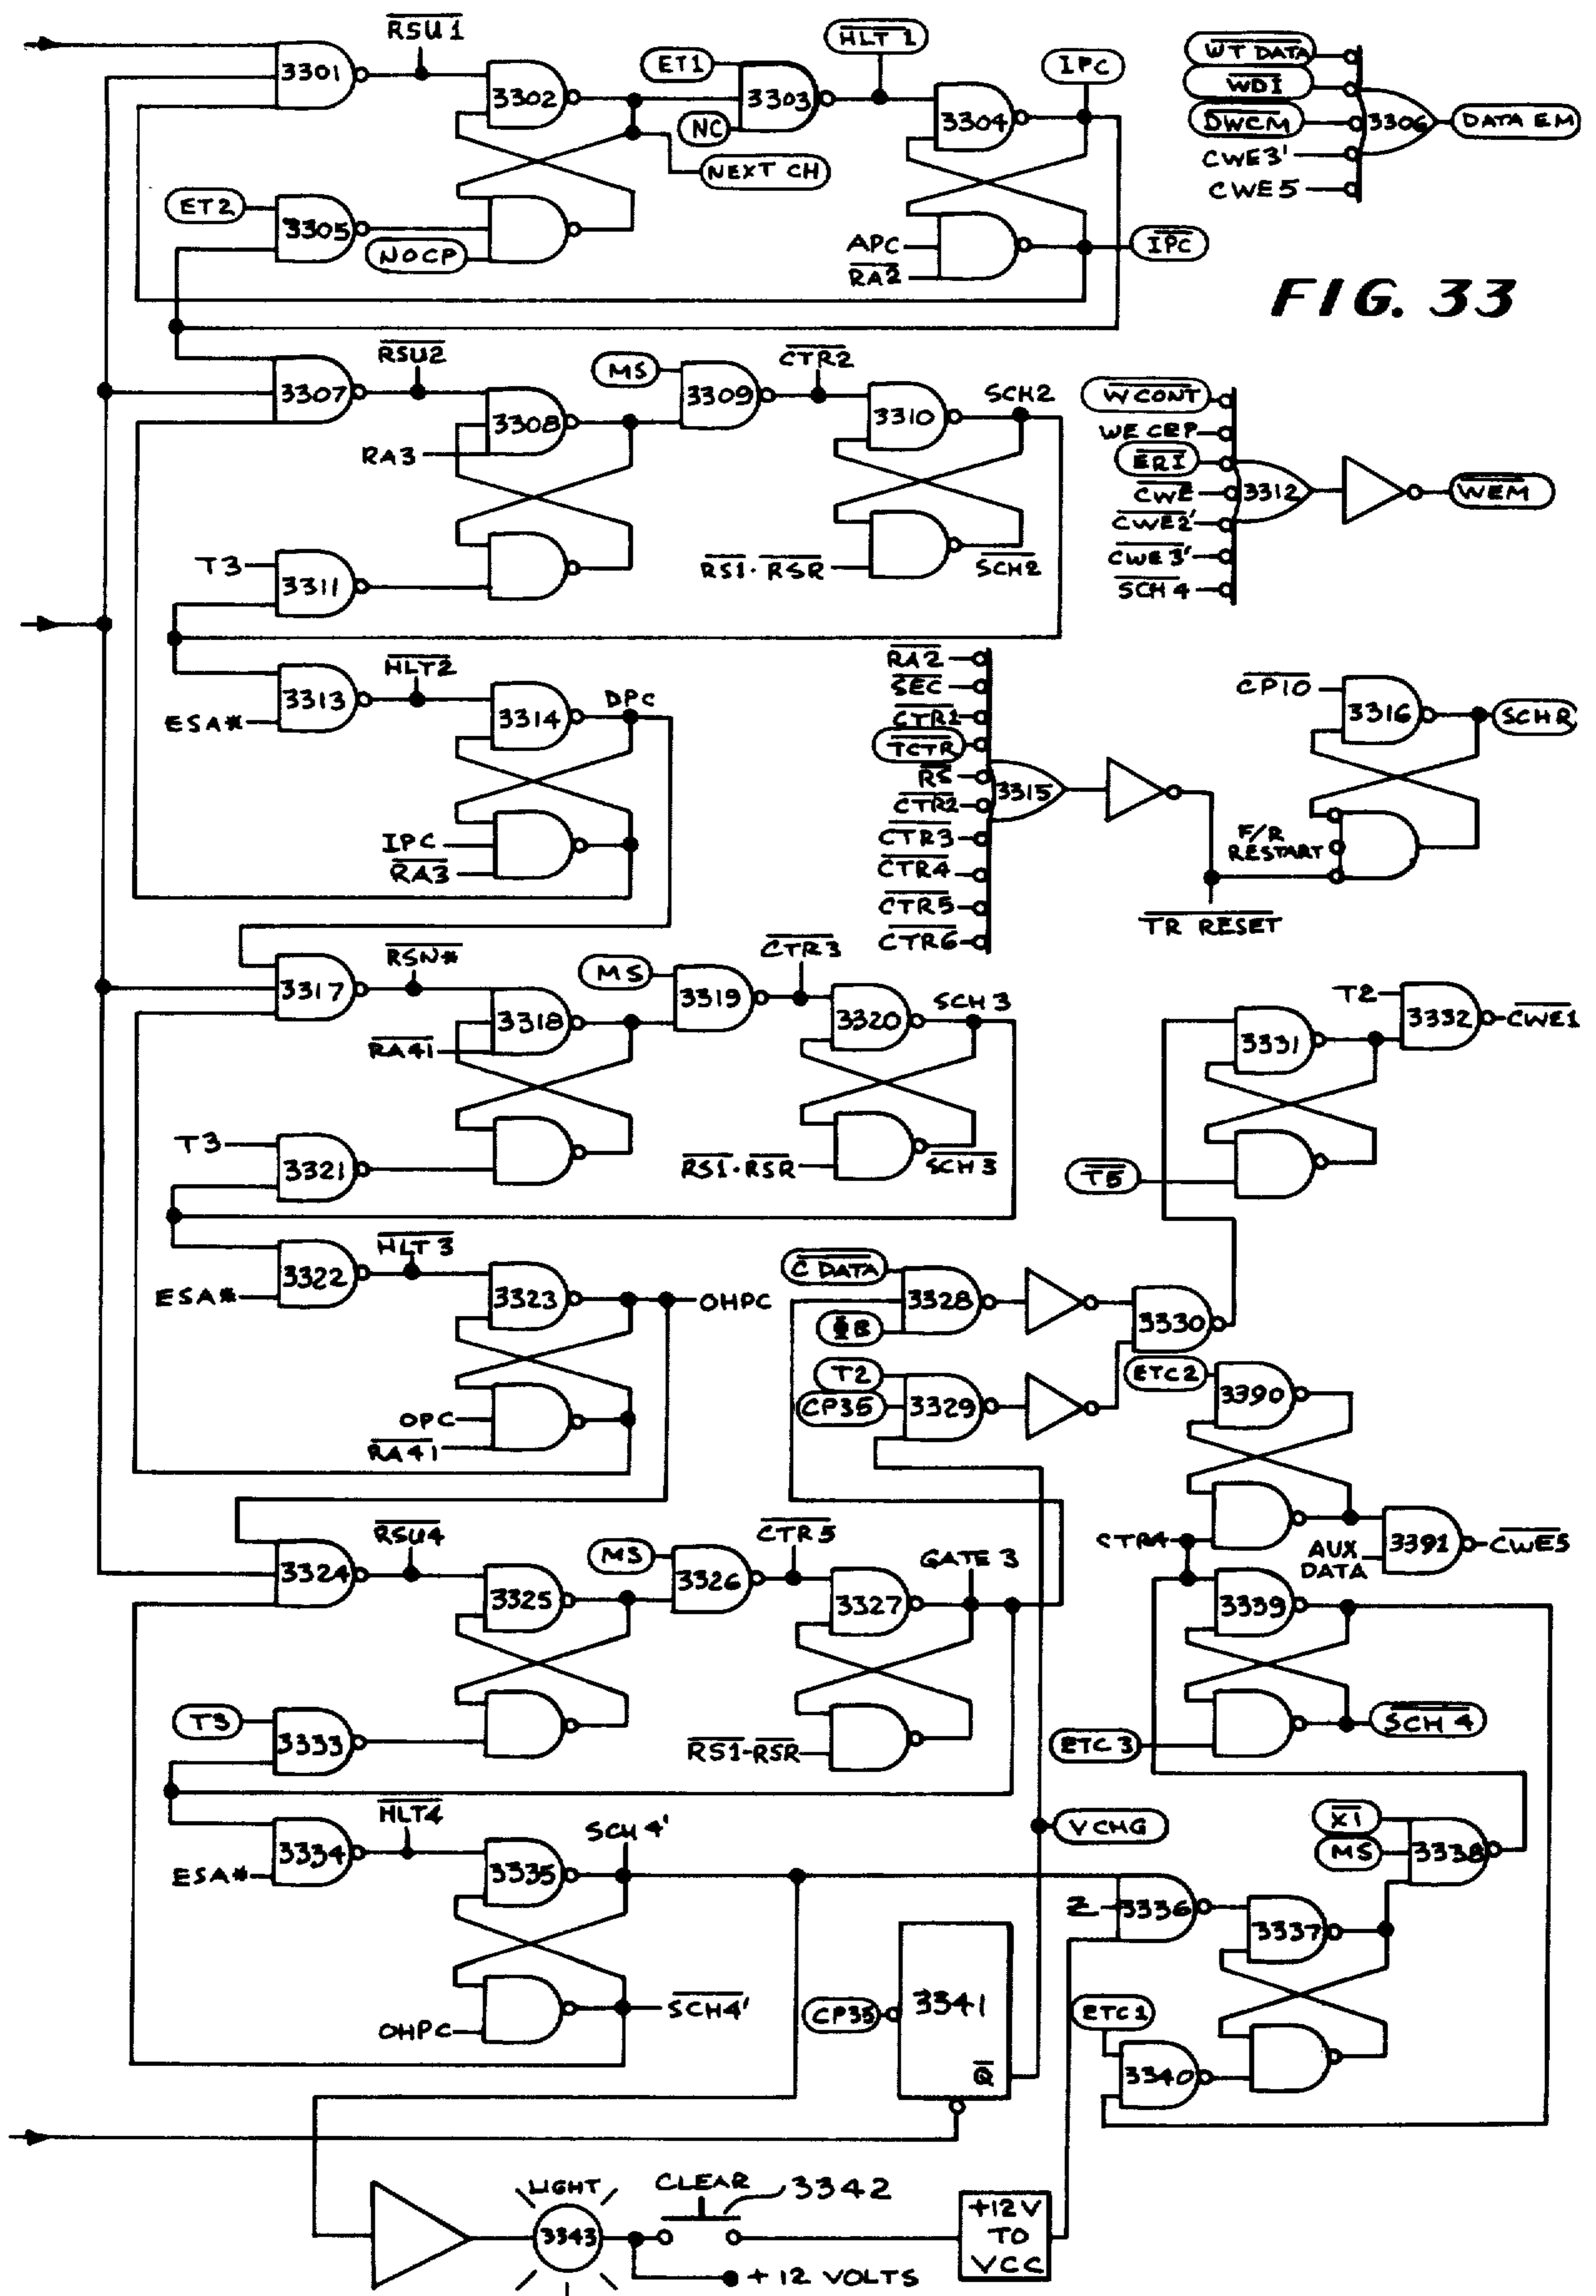 RSU1
3301
3302
ET1
3303
NC
HLT 1
3304
IPC
WT DATA
WDI
DWCM
3306
DATA EM
CWE3'
CWE5
NEXT CH
ET2
3305
NOCP
APC
RA2
IPC
FIG. 33
RSU2
3307
3308
RA3
MS
3309
CTR2
3310
SCH2
W CONT
WE CEP
ERI
3312
CWE
CWE2'
CWE3'
SCH4
WEM
T3
3311
RS1·RSR
SCH2
HLT2
3313
ESA*
3314
DPC
IPC
RA3
RA2
SEC
CTR1
TCTR
RS
3315
CTR2
CTR3
CTR4
CTR5
CTR6
CP10
3316
SCHR
F/R
RESTART
TR RESET
RSN*
3317
3318
RA41
MS
3319
CTR3
3320
SCH3
T2
3332
CWE1
3331
T5
T3
3321
RS1·RSR
SCH3
HLT3
3322
ESA*
3323
OHPC
OPC
RA41
C DATA
3328
ΦB
3330
T2
CP35
3329
ETC2
3390
CTR4
AUX
DATA
3391
CWE5
3339
SCH4
ETC3
RSU4
3324
3325
MS
3326
CTR5
3327
GATE 3
T3
3333
RS1-RSR
HLT4
3334
ESA*
3335
SCH4'
VCHG
X1
MS
3338
Z
3336
3337
OHPC
SCH4'
CP35
3341
Q
ETC1
3340
LIGHT
3343
CLEAR
3342
+12V
TO
VCC
+12 VOLTS